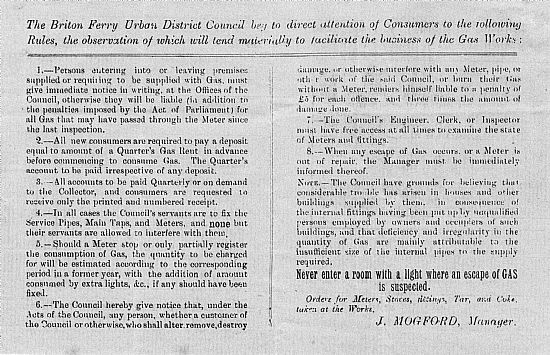 The Briton Ferry Urban District Council beg to direct attention of Consumers to the following
Rules, the observation of which will tend materially to faciliate the business of the Gas Works:
1.—Persons entering into or leaving premises
supplied or requiring to be supplied with Gas, must
give immediate notice in writing, at the Offices of the
Council, otherwise they will be liable (in addition to
the penalties imposed by the Act of Parliament) for
all Gas that may have passed through the Meter since
the last inspection.
2.—All new consumers are required to pay a deposit
equal to amount of a Quarter's Gas Rent in advance
before commencing to consume Gas. The Quarter's
account to be paid irrespective of any deposit.
3.—All accounts to be paid Quarterly or on demand
to the Collector, and Consumers are requested to
receive only the printed and numbered receipt.
4.—In all cases the Council's servants are to fix the
Service Pipes, Main Taps, and Meters, and none but
their servants are allowed to interfere with them.
5.—Should a Meter stop or only partially register
the consumption of Gas, the quantity to be charged
for will be estimated according to the corresponding
period in a former year, with the addition of amount
consumed by extra lights, &c., if any should have been
fixed.
6.—The Council hereby give notice that, under the
Acts of the Council, any person, whether a customer of
the Council or otherwise, who shall alter, remove, destroy
damage, or otherwise interfere with any Meter, pipe, or
other work of the said Council, or burn their Gas
without a Meter, renders himself liable to a penalty of
£5 for each offence, and three times the amount of
damage done.
7.—The Council's Engineer, Clerk, or Inspector
must have free access at all times to examine the state
of Meters and fittings.
8.—When any escape of Gas occurs, or a Meter is
out of repair, the Manager must be immediately
informed thereof.
NOTE.—The Council have grounds for believing that
considerable trouble has arisen in houses and other
buildings supplied by them, in consequence of
the internal fittings having been put up by unqualified
persons employed by owners and occupiers of such
buildings, and that deficiency and irregularity in the
quantity of Gas are mainly attributable to the
insufficient size of the internal pipes to the supply
required.
Never enter a room with a light where an escape of GAS
is suspected.
Orders for Meters, Stoves, fittings, Tar, and Coke,
taken at the Works.
J. MOGFORD, Manager.